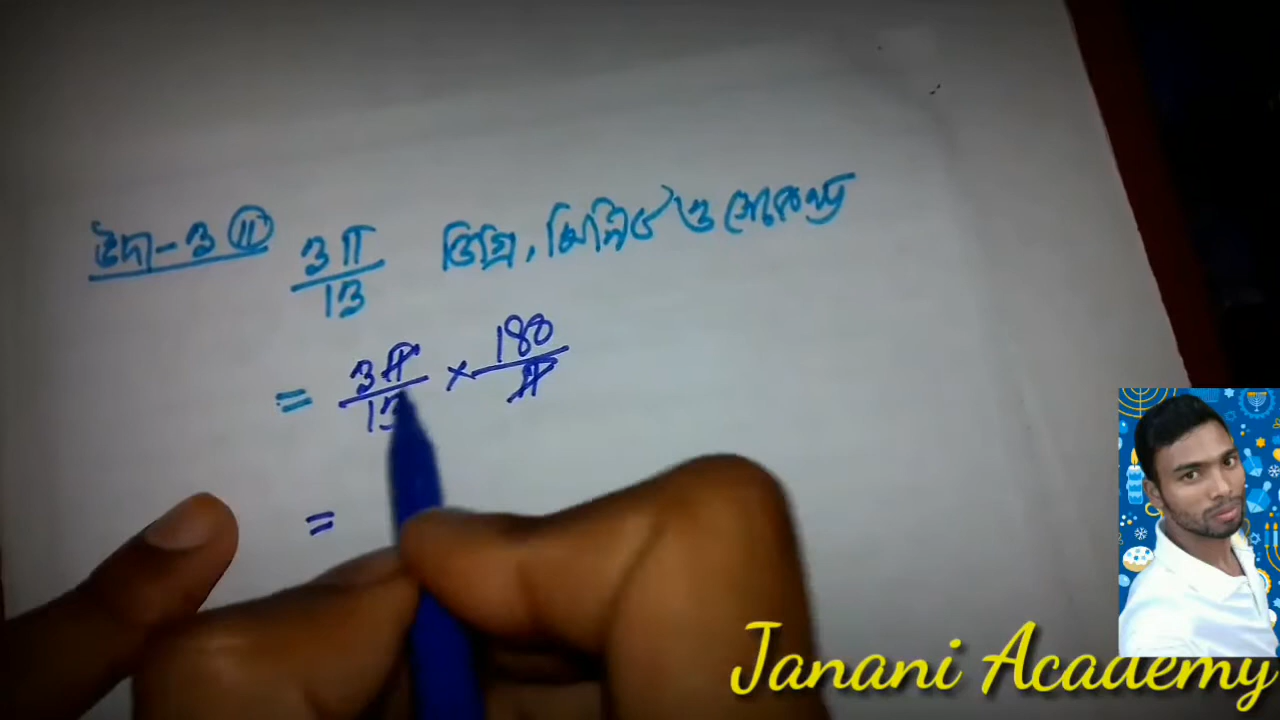 উদা-3 (ii) 3π/13 ডিগ্রি, মিনিট ও সেকেন্ড
= 3π/13 × 180/π
=
Janani Academy